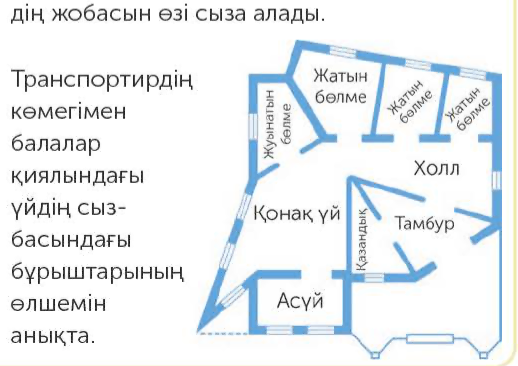 дің жобасын өзі сыза алады.
Транспортирдің
көмегімен
балалар
қиялындағы
үйдің сыз-
басындағы
бұрыштарының
өлшемін
анықта.
Жатын
бөлме
Жатын
бөлме
Жатын
бөлме
Жуынатын
бөлме
Холл
Қонақ үй
Қазандық
Тамбур
Асүй